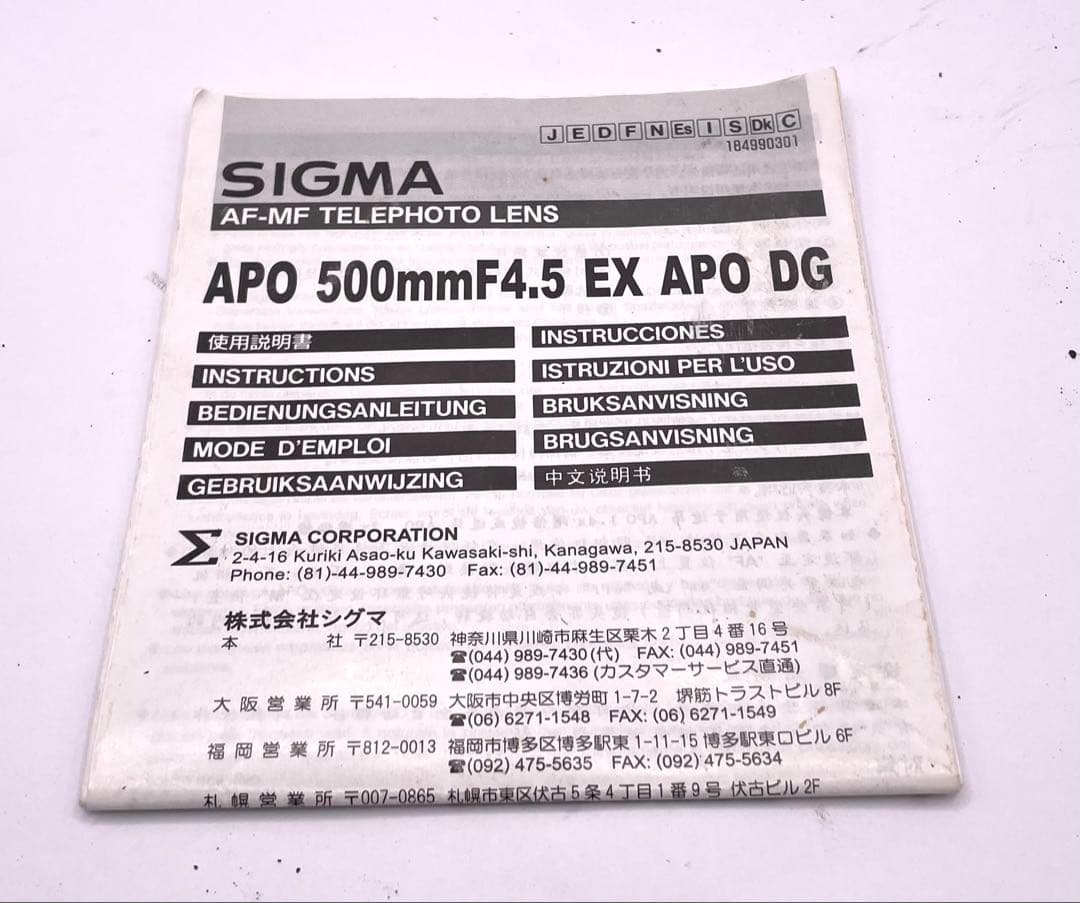 J E D F N Es I S Dk C
184990301
SIGMA
AF-MF TELEPHOTO LENS
APO 500mmF4.5 EX APO DG
使用説明書
INSTRUCTIONS
BEDIENUNGSANLEITUNG
MODE D'EMPLOI
GEBRUIKSAANWIJZING
INSTRUCCIONES
ISTRUZIONI PER L'USO
BRUKSANVISNING
BRUGSANVISNING
中文说明书
Σ SIGMA CORPORATION
2-4-16 Kuriki Asao-ku Kawasaki-shi, Kanagawa, 215-8530 JAPAN
Phone: (81)-44-989-7430 Fax: (81)-44-989-7451
株式会社シグマ
本 社 〒215-8530 神奈川県川崎市麻生区栗木2丁目4番16号
☎(044) 989-7430 (代) FAX: (044) 989-7451
☎(044) 989-7436 (カスタマーサービス直通)
大阪営業所 〒541-0059 大阪市中央区博労町1-7-2 堺筋トラストビル8F
☎(06) 6271-1548 FAX: (06) 6271-1549
福岡営業所 〒812-0013 福岡市博多区博多駅東1-11-15 博多駅東口ビル6F
☎(092) 475-5635 FAX: (092) 475-5634
札幌営業所 〒007-0865 札幌市東区伏古5条4丁目1番9号 伏古ビル2F